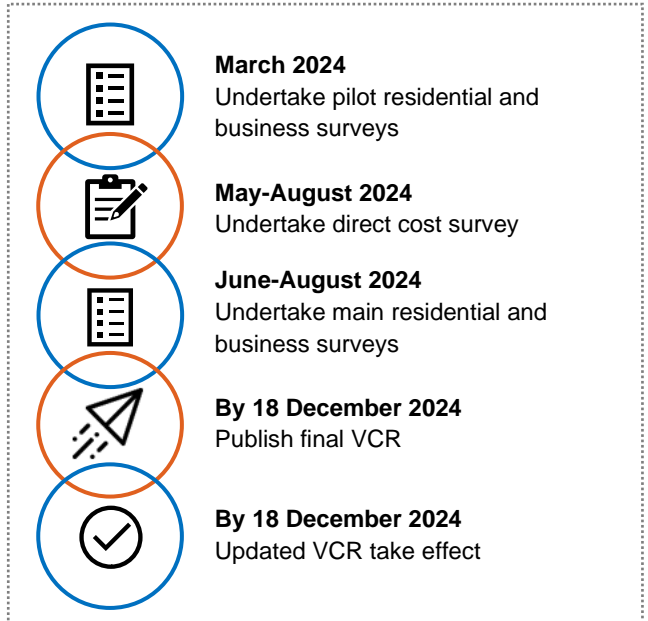 March 2024
Undertake pilot residential and
business surveys
May-August 2024
Undertake direct cost survey
June-August 2024
Undertake main residential and
business surveys
By 18 December 2024
Publish final VCR
By 18 December 2024
Updated VCR take effect